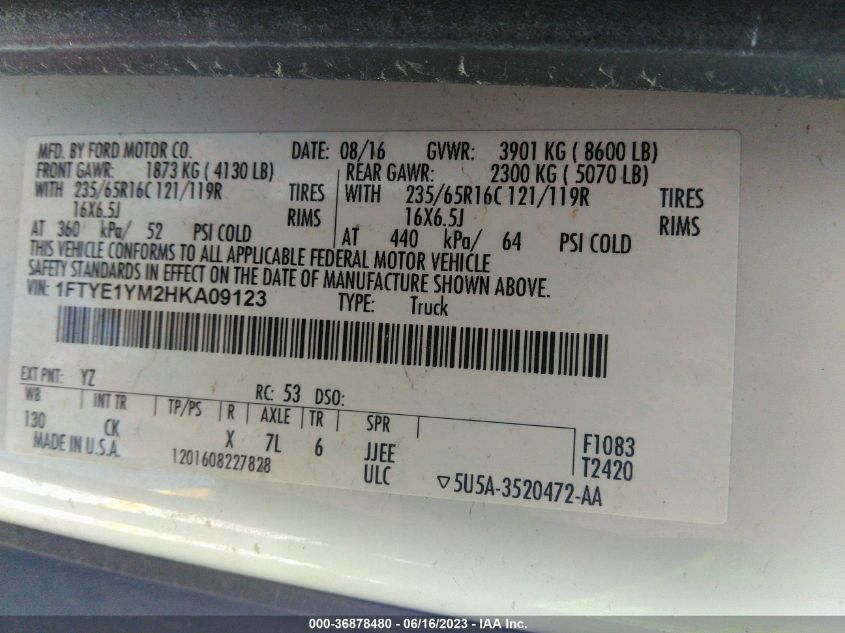 MFD. BY FORD MOTOR CO. DATE: 08/16 GVWR: 3901 KG ( 8600 LB)
FRONT GAWR: 1873 KG ( 4130 LB) REAR GAWR: 2300 KG ( 5070 LB)
WITH 235/65R16C 121/119R TIRES WITH 235/65R16C 121/119R TIRES
16X6.5J RIMS 16X6.5J RIMS
AT 360 kPa/ 52 PSI COLD AT 440 kPa/ 64 PSI COLD
THIS VEHICLE CONFORMS TO ALL APPLICABLE FEDERAL MOTOR VEHICLE
SAFETY STANDARDS IN EFFECT ON THE DATE OF MANUFACTURE SHOWN ABOVE.
VIN: 1FTYE1YM2HKA09123 TYPE: Truck
EXT PNT: YZ RC: 53 DSO:
WB INT TR TP/PS R AXLE TR SPR
130 CK X 7L 6 JJEE F1083
MADE IN U.S.A. 1201608227828 ULC T2420
▽5U5A-3520472-AA
000-36878480 - 06/16/2023 - IAA Inc.